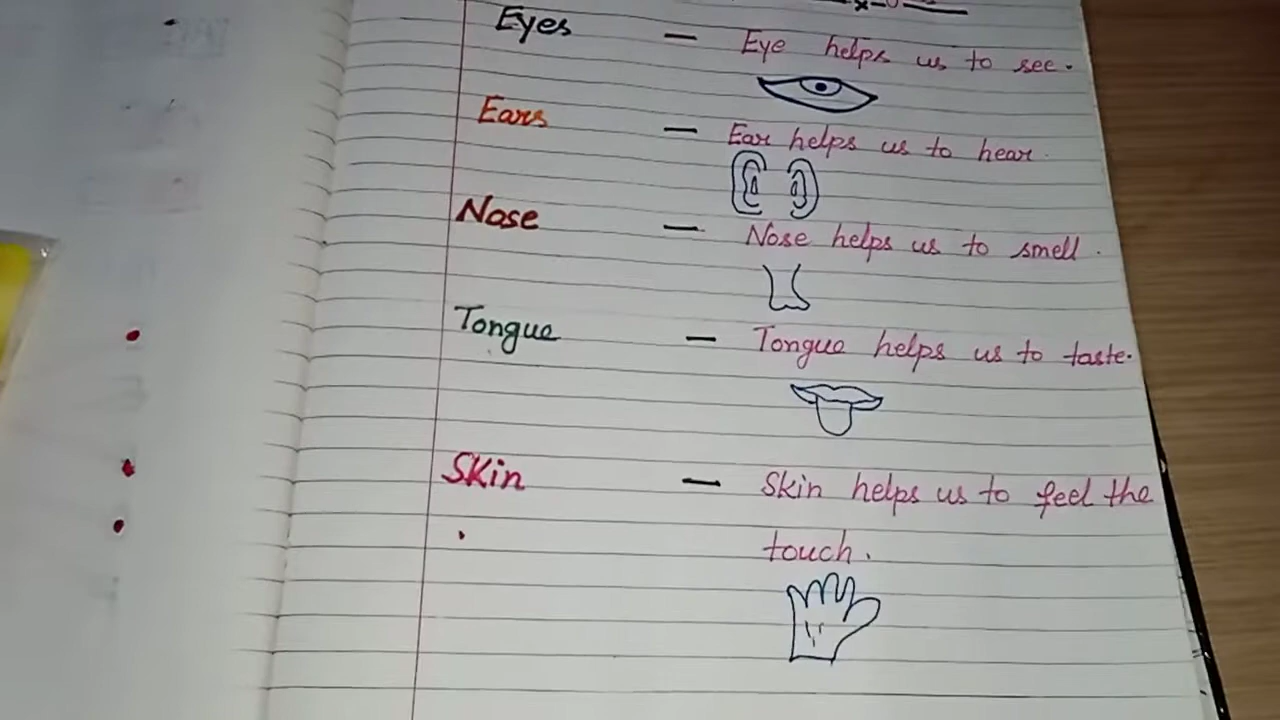 Eyes — Eye helps us to see.
Ears — Ear helps us to hear.
Nose — Nose helps us to smell.
Tongue — Tongue helps us to taste.
Skin — Skin helps us to feel the
touch.